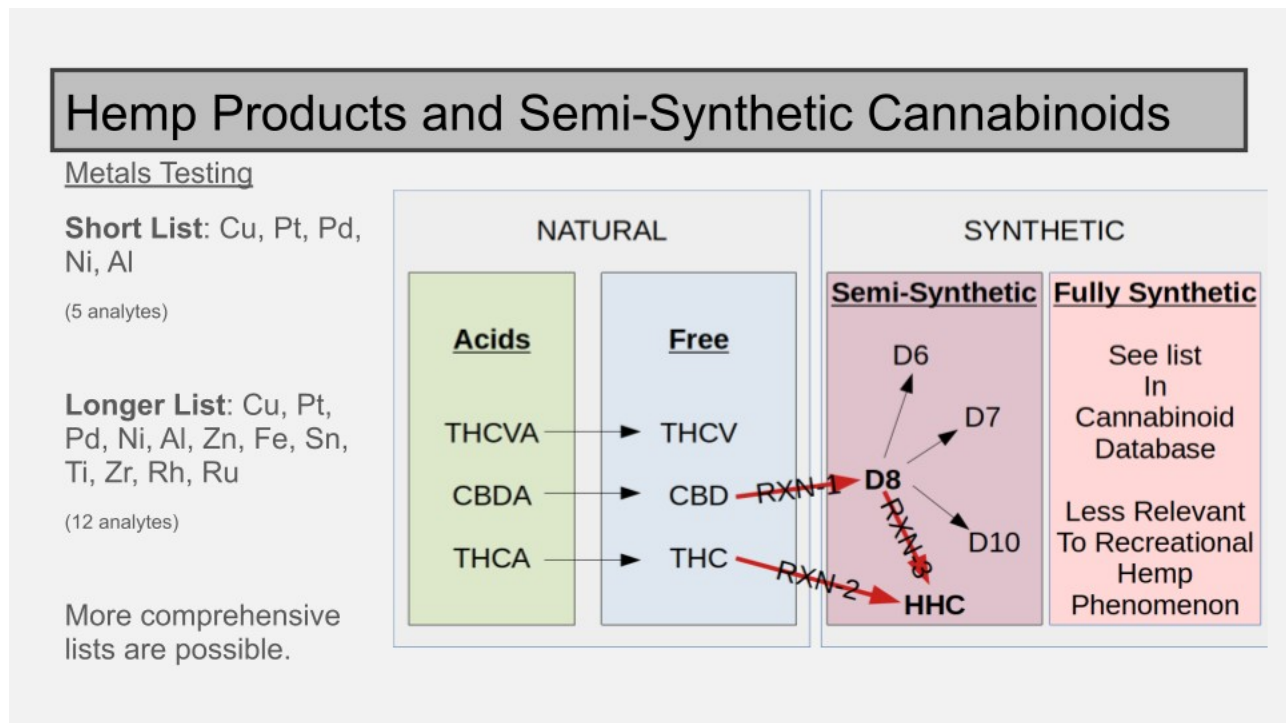 Hemp Products and Semi-Synthetic Cannabinoids
Metals Testing
Short List: Cu, Pt, Pd,
Ni, Al
(5 analytes)
Longer List: Cu, Pt,
Pd, Ni, Al, Zn, Fe, Sn,
Ti, Zr, Rh, Ru
(12 analytes)
More comprehensive
lists are possible.
NATURAL
Acids
THCVA
CBDA
THCA
Free
THCV
CBD
THC
RXN-1
RXN-2
SYNTHETIC
Semi-Synthetic
D6
D7
D8
RXN-3
D10
HHC
Fully Synthetic
See list
In
Cannabinoid
Database
Less Relevant
To Recreational
Hemp
Phenomenon